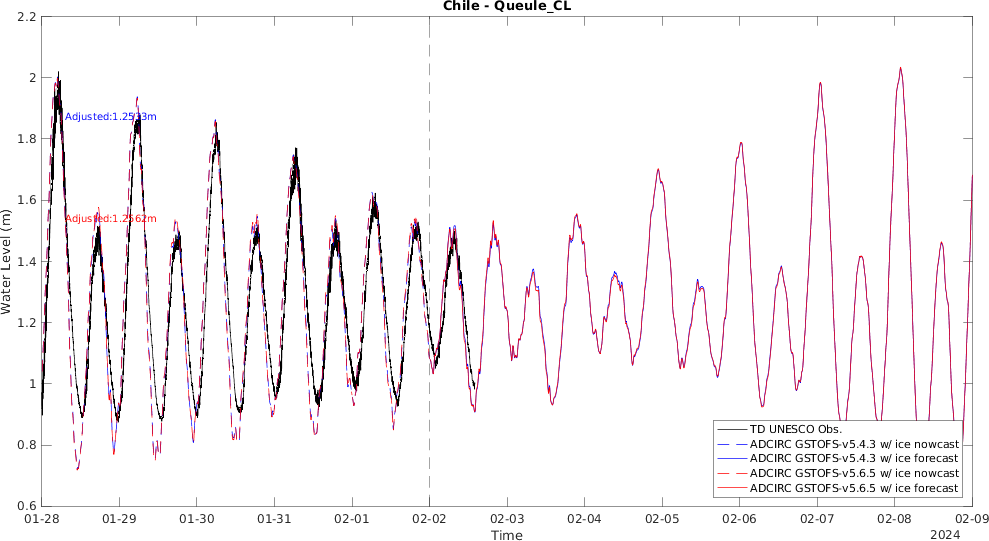 Chile - Queule_CL
2.2
2
1.8
1.6
1.4
1.2
1
0.8
0.6
Water Level (m)
Adjusted:1.2533m
Adjusted:1.2562m
TD UNESCO Obs.
ADCIRC GSTOFS-v5.4.3 w/ ice nowcast
ADCIRC GSTOFS-v5.4.3 w/ ice forecast
ADCIRC GSTOFS-v5.6.5 w/ ice nowcast
ADCIRC GSTOFS-v5.6.5 w/ ice forecast
01-28 01-29 01-30 01-31 02-01 02-02 02-03 02-04 02-05 02-06 02-07 02-08 02-09
Time
2024